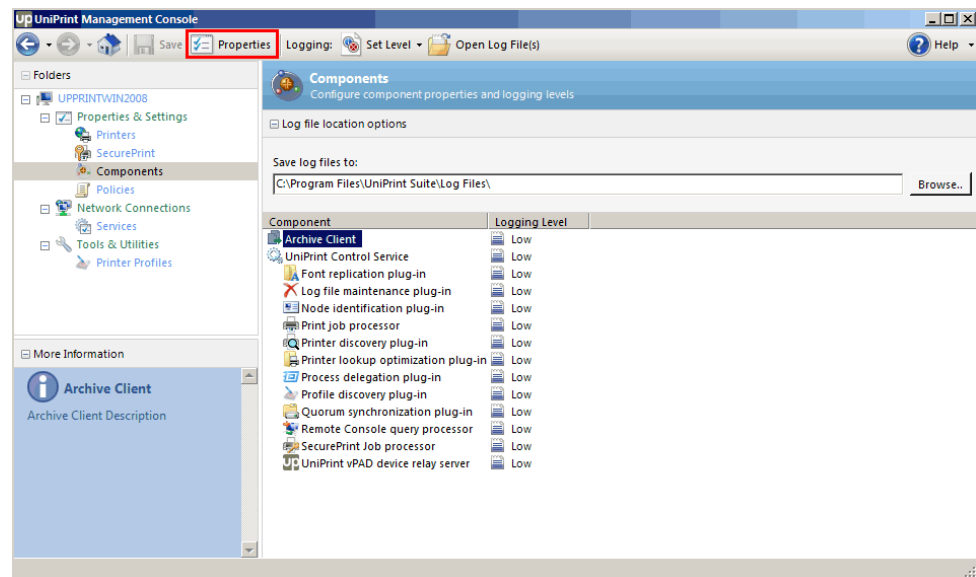 UniPrint Management Console
Save Properties Logging: Set Level Open Log File(s) Help
Folders
UPPRINTWIN2008
Properties & Settings
Printers
SecurePrint
Components
Policies
Network Connections
Services
Tools & Utilities
Printer Profiles
More Information
Archive Client
Archive Client Description
Components
Configure component properties and logging levels
Log file location options
Save log files to:
C:\Program Files\UniPrint Suite\Log Files\ Browse..
Component Logging Level
Archive Client Low
UniPrint Control Service Low
Font replication plug-in Low
Log file maintenance plug-in Low
Node identification plug-in Low
Print job processor Low
Printer discovery plug-in Low
Printer lookup optimization plug-in Low
Process delegation plug-in Low
Profile discovery plug-in Low
Quorum synchronization plug-in Low
Remote Console query processor Low
SecurePrint Job processor Low
UniPrint vPAD device relay server Low